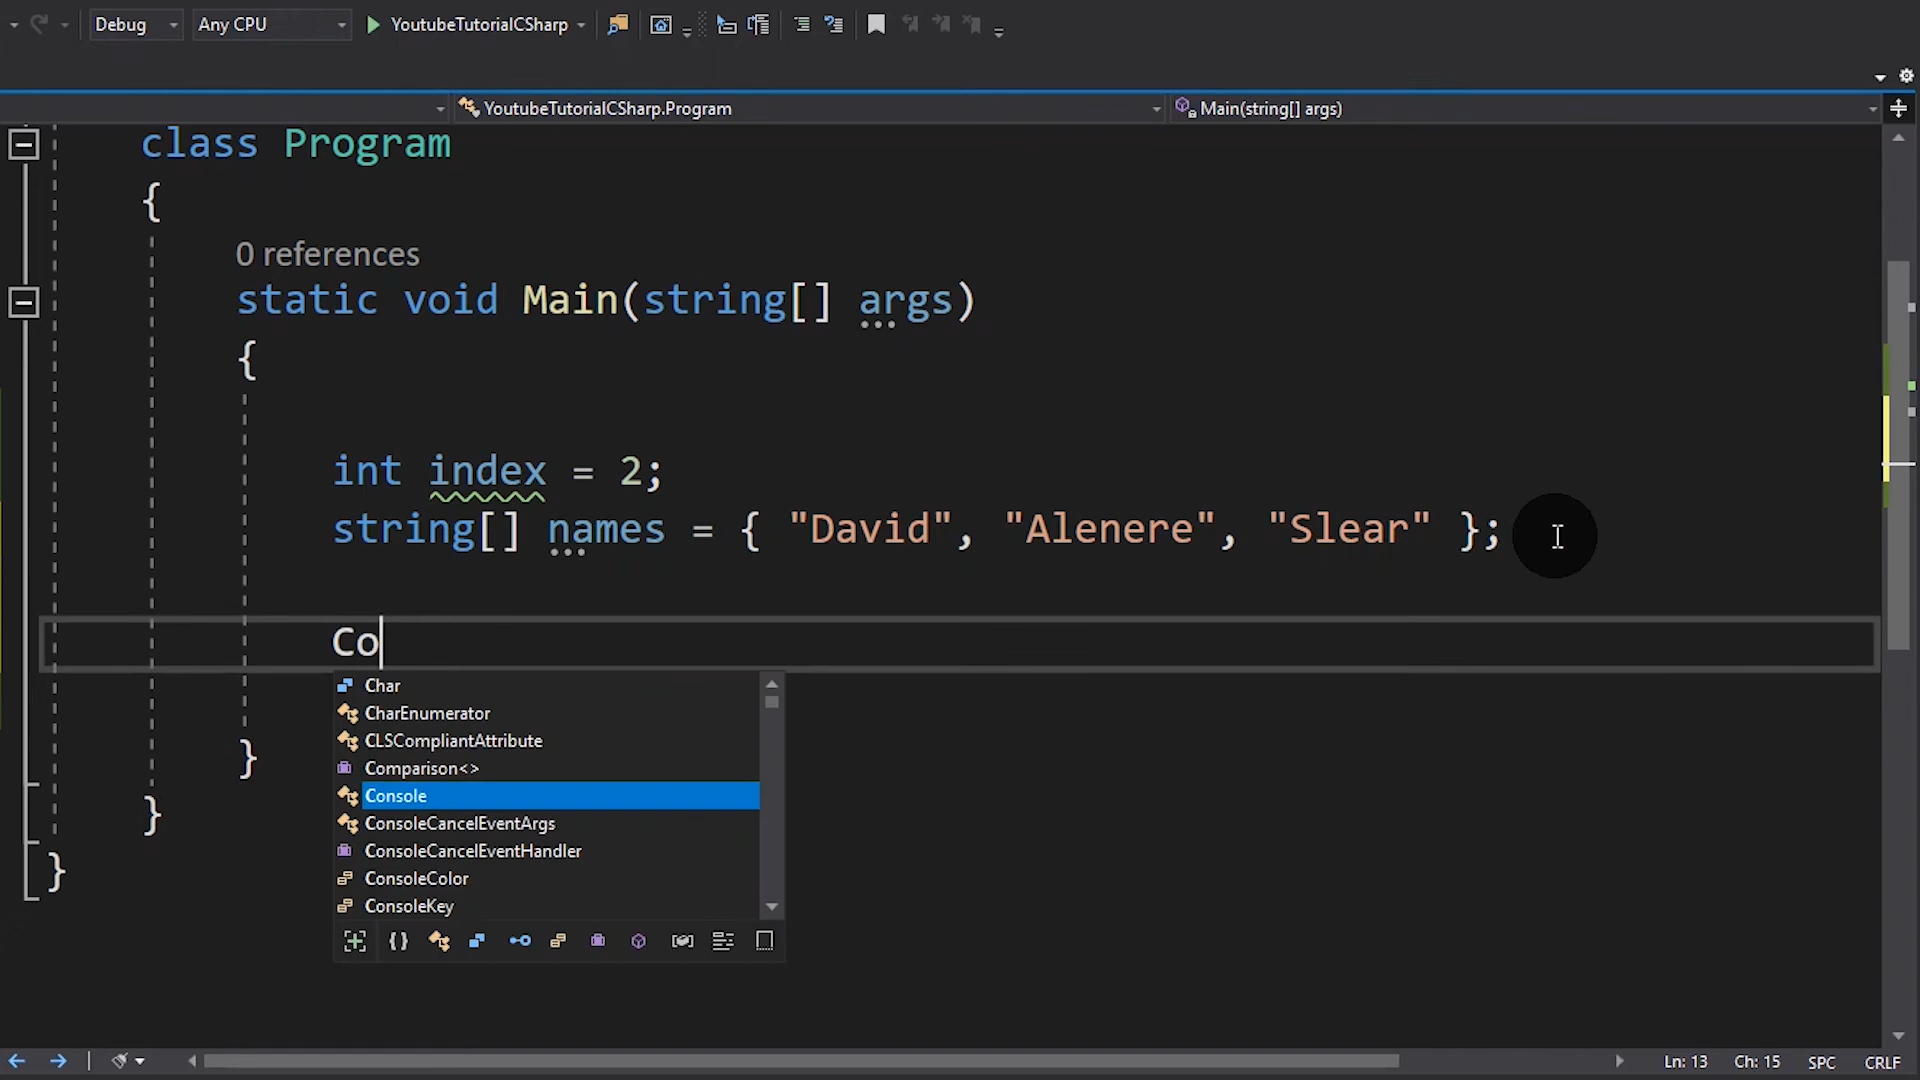 Debug Any CPU YoutubeTutorialCSharp
YoutubeTutorialCSharp.Program Main(string[] args)
class Program
{
0 references
static void Main(string[] args)
{
int index = 2;
string[] names = { "David", "Alenere", "Slear" };
Co
Char
CharEnumerator
CLSCompliantAttribute
Comparison<>
Console
ConsoleCancelEventArgs
ConsoleCancelEventHandler
ConsoleColor
ConsoleKey
}
}
}
Ln: 13 Ch: 15 SPC CRLF